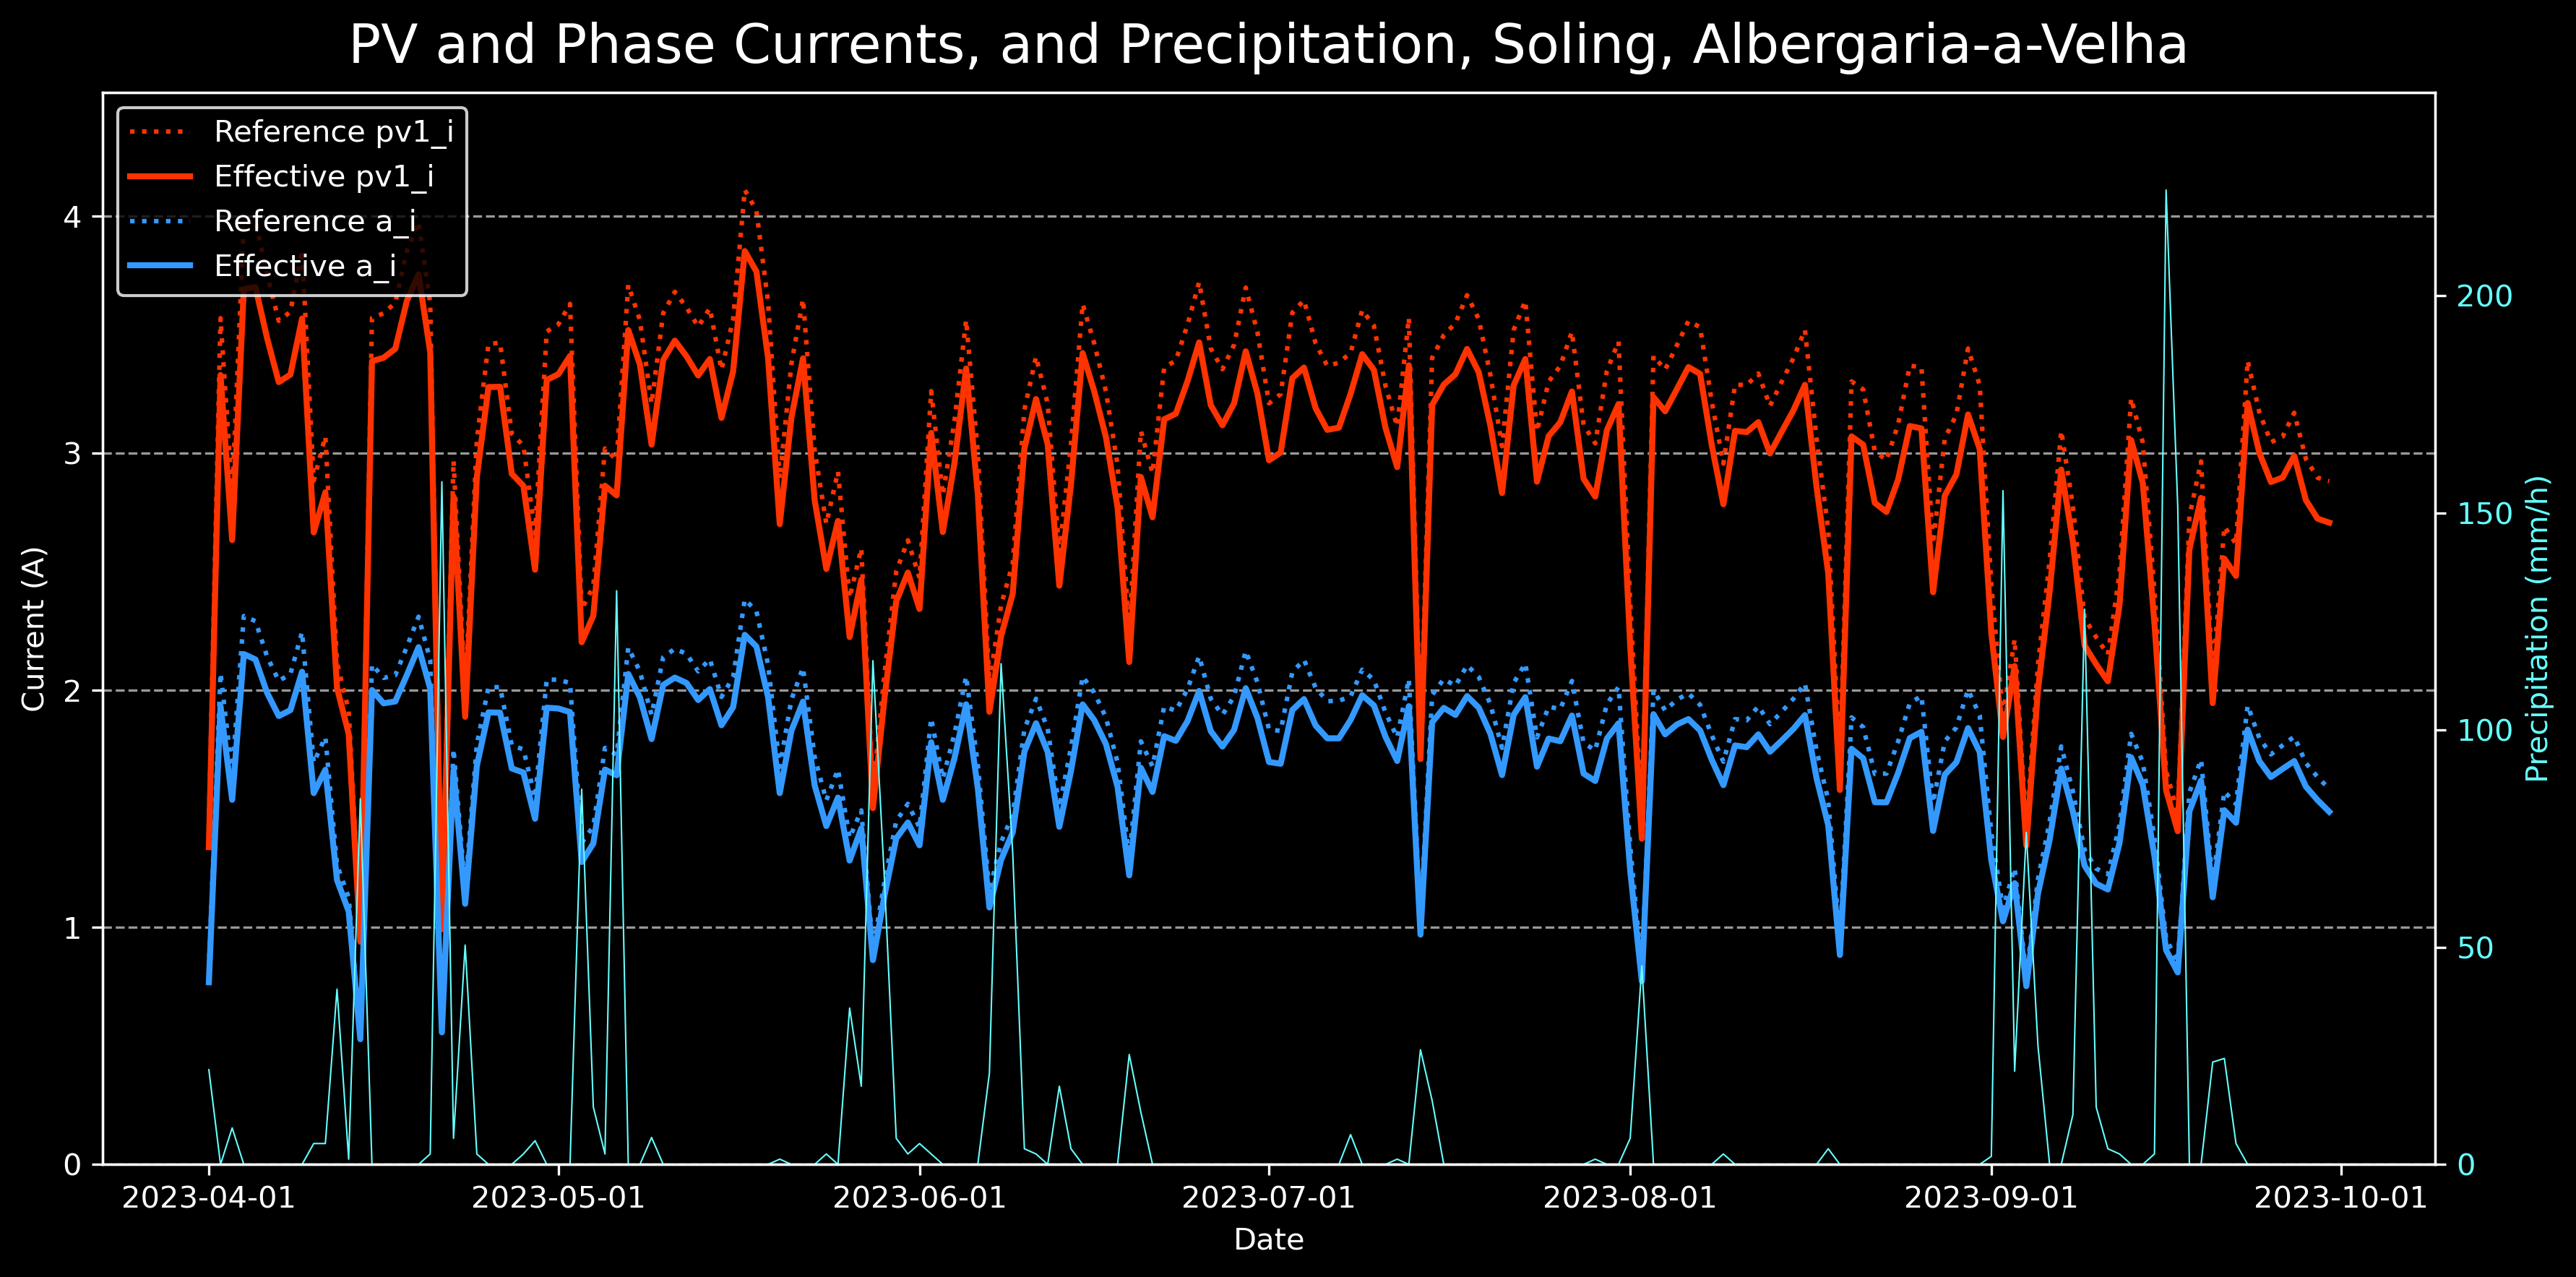 PV and Phase Currents, and Precipitation, Soling, Albergaria-a-Velha
Reference pv1_i
Effective pv1_i
Reference a_i
Effective a_i
Current (A)
4
3
2
1
0
200
150
100
50
0
Precipitation (mm/h)
2023-04-01
2023-05-01
2023-06-01
2023-07-01
2023-08-01
2023-09-01
2023-10-01
Date